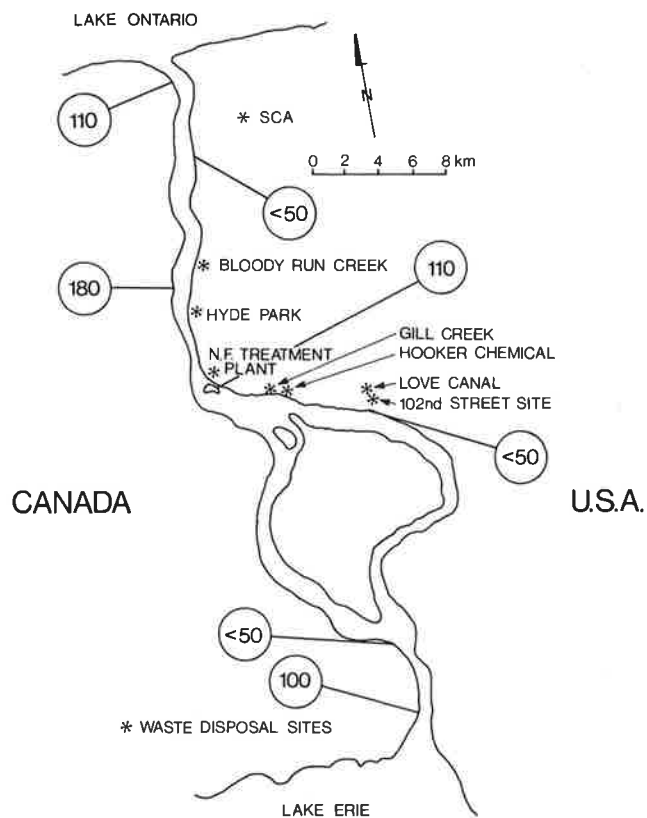 LAKE ONTARIO
110
* SCA
N
0 2 4 6 8 km
<50
* BLOODY RUN CREEK
110
180
* HYDE PARK
N.F. TREATMENT
* PLANT
GILL CREEK
HOOKER CHEMICAL
LOVE CANAL
102nd STREET SITE
<50
CANADA
U.S.A.
<50
100
* WASTE DISPOSAL SITES
LAKE ERIE